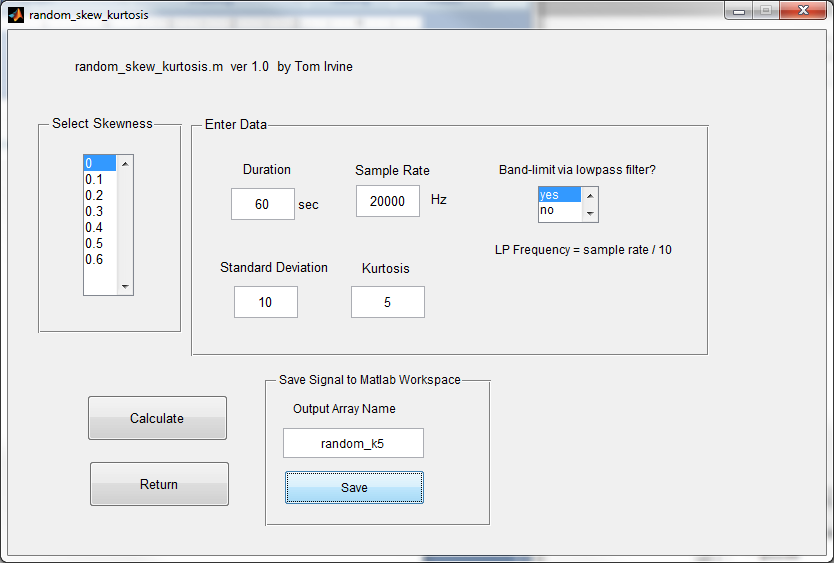 random_skew_kurtosis
random_skew_kurtosis.m ver 1.0 by Tom Irvine
Select Skewness
0
0.1
0.2
0.3
0.4
0.5
0.6
Enter Data
Duration
60 sec
Sample Rate
20000 Hz
Band-limit via lowpass filter?
yes
no
LP Frequency = sample rate / 10
Standard Deviation
10
Kurtosis
5
Calculate
Return
Save Signal to Matlab Workspace
Output Array Name
random_k5
Save